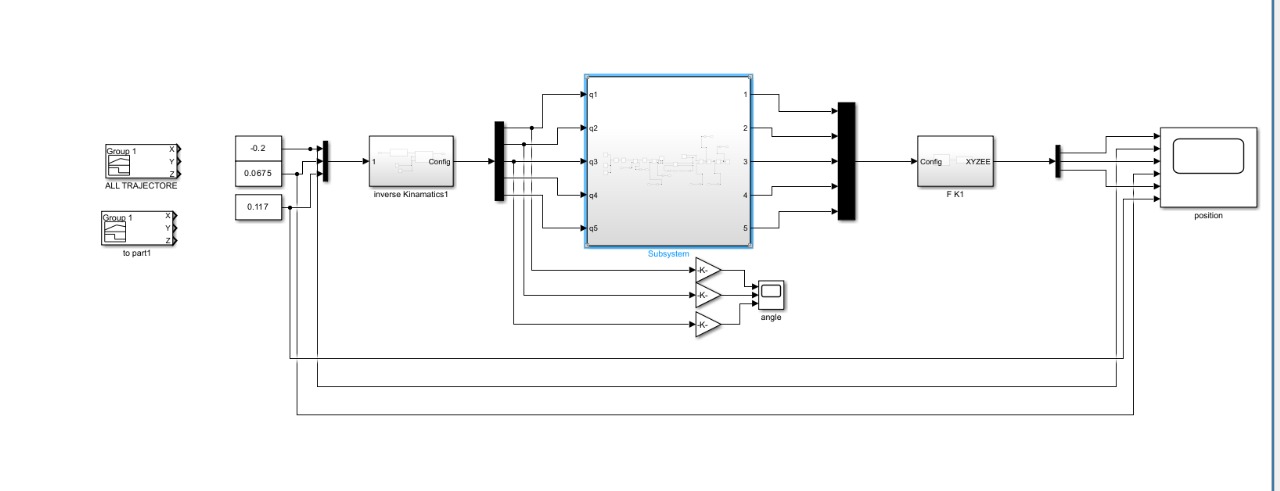 Group 1
X
Y
Z
ALL TRAJECTORE
Group 1
X
Y
Z
to part1
-0.2
0.0675
0.117
1
Config
inverse Kinamatics1
q1
q2
q3
q4
q5
1
2
3
4
5
Subsystem
-K-
-K-
-K-
angle
Config
XYZEE
F K1
position